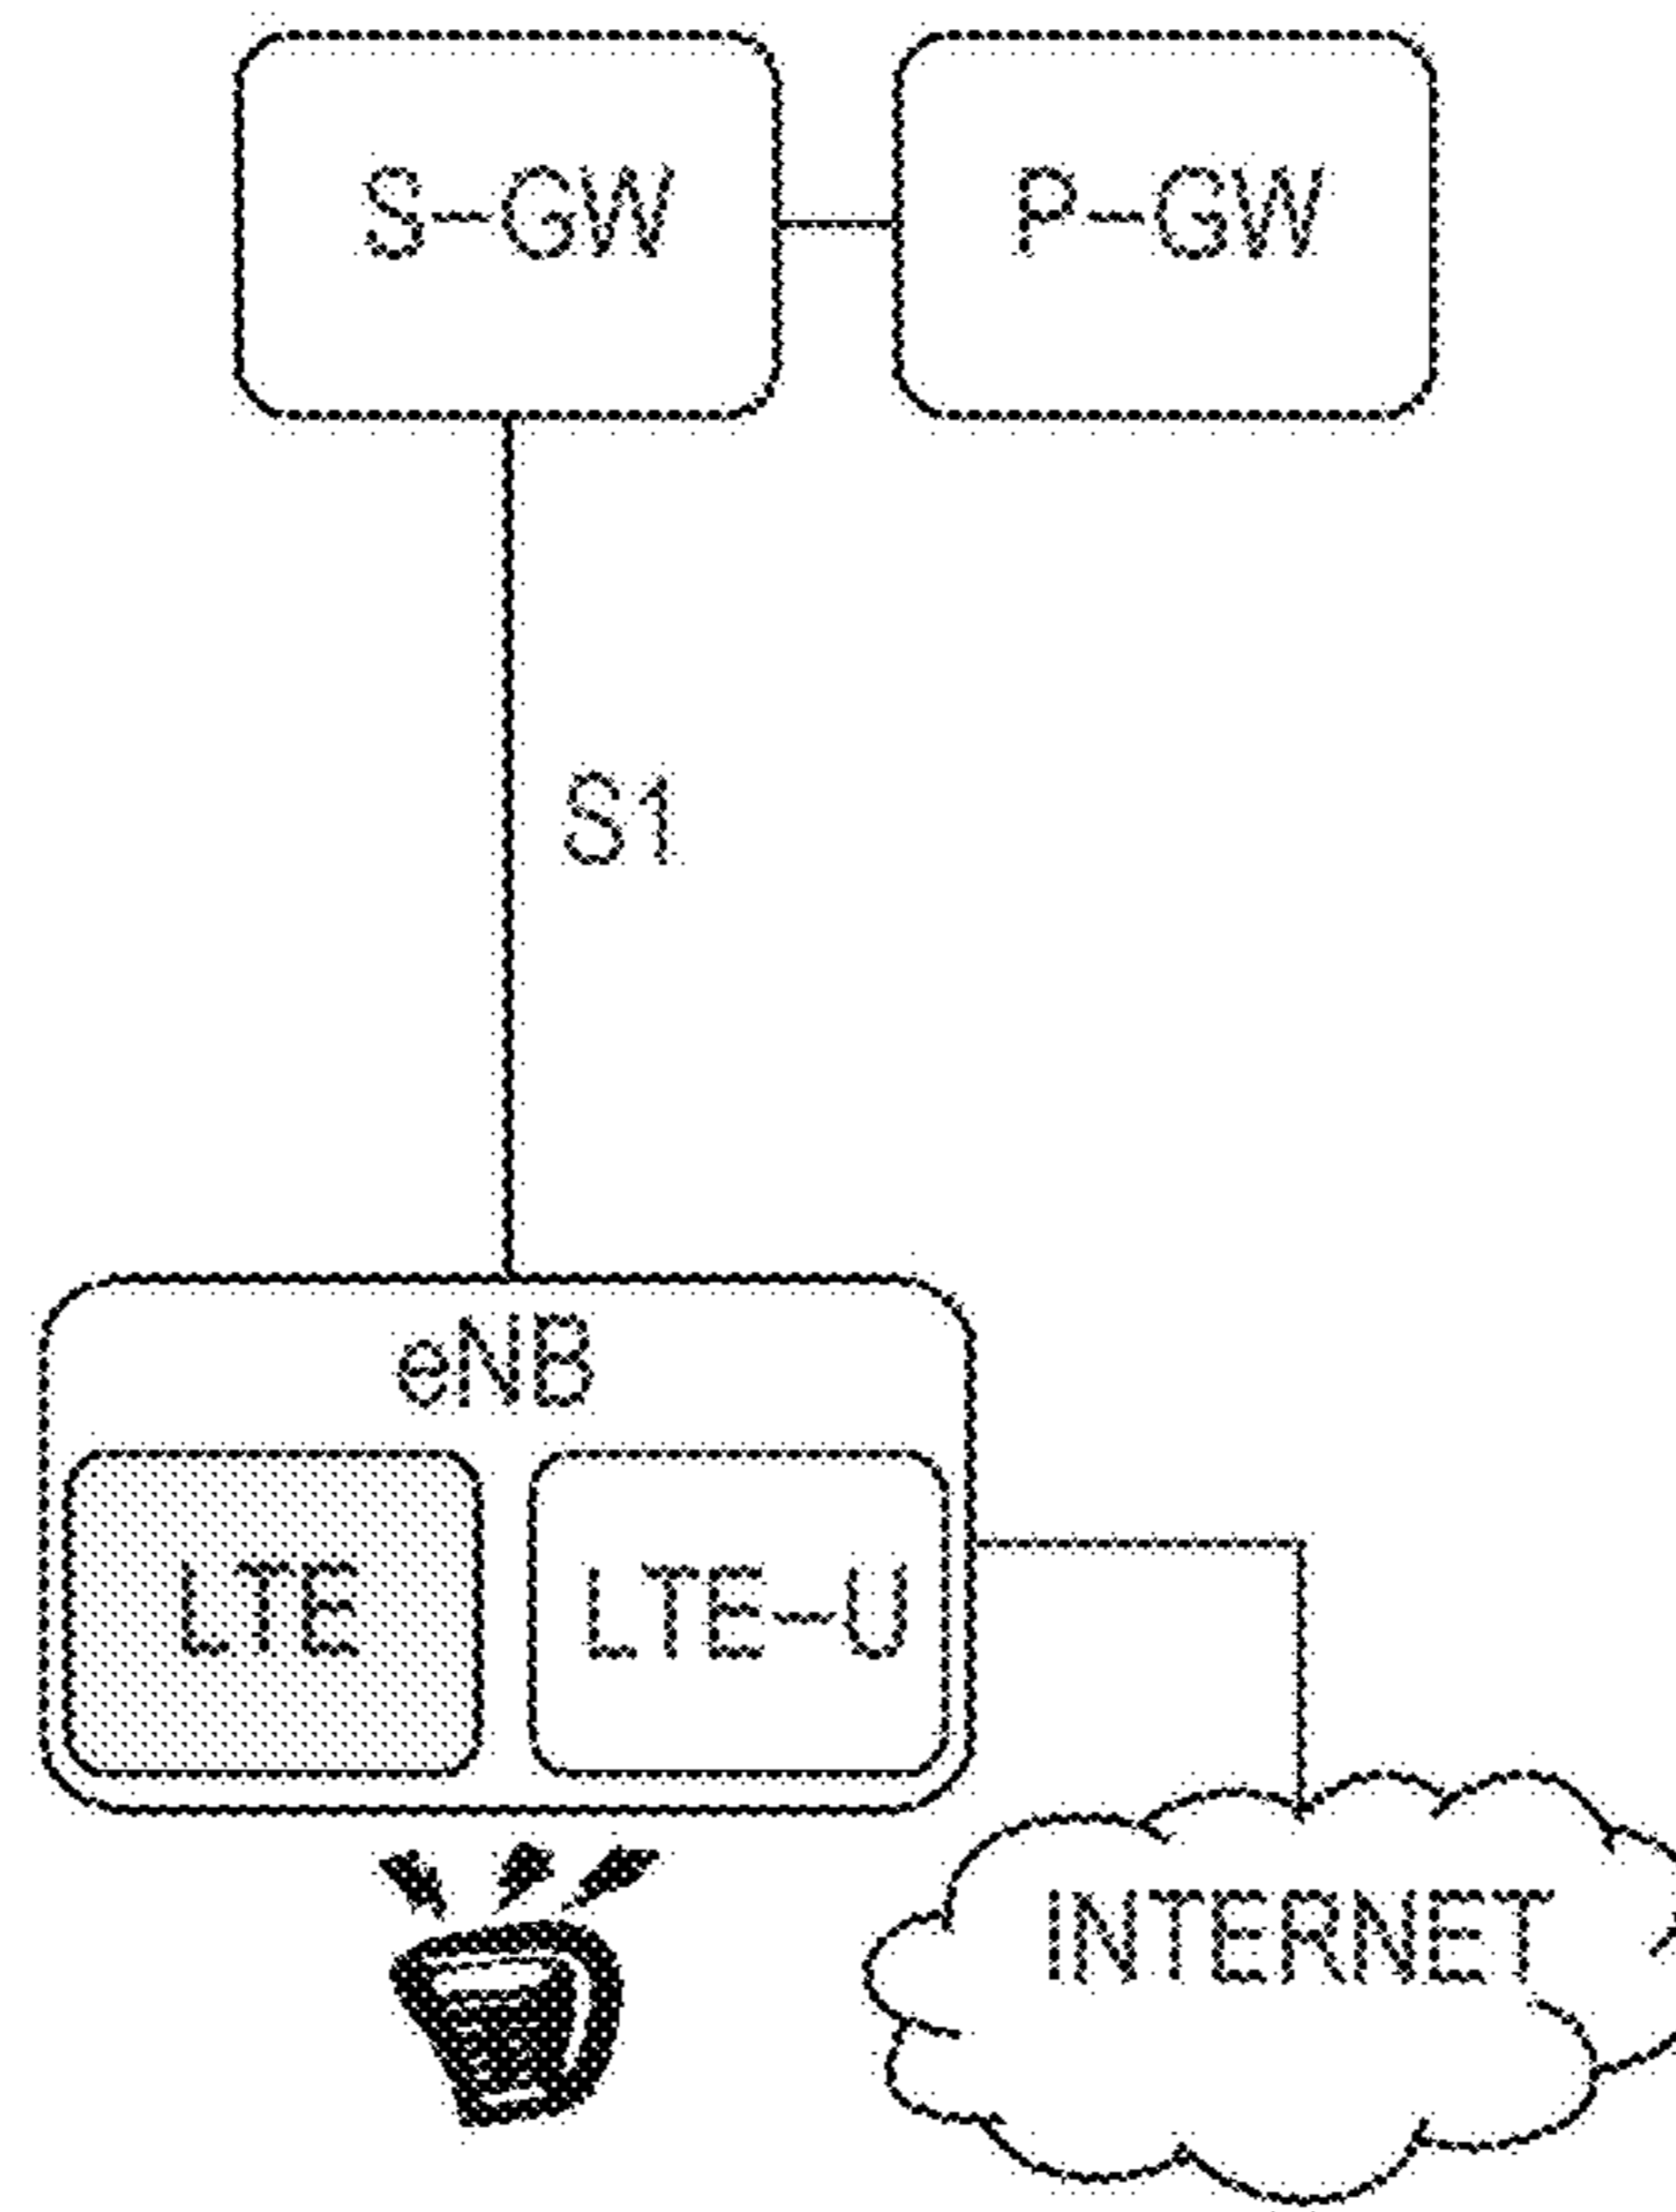 S-GW
P-GW
S1
eNB
LTE
LTE-U
INTERNET